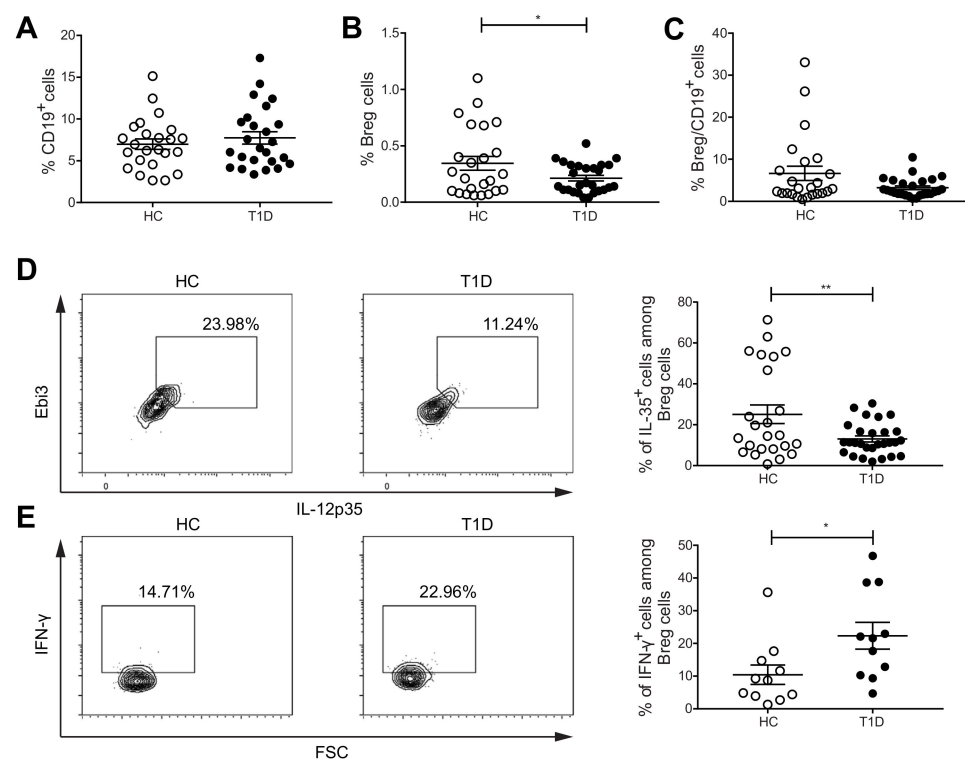 A
% CD19+ cells
20
15
10
5
0
HC
T1D
B
*
% Breg cells
1.5
1.0
0.5
0.0
HC
T1D
C
% Breg/CD19+ cells
40
30
20
10
0
HC
T1D
D
HC
T1D
23.98%
11.24%
Ebi3
0
0
IL-12p35
**
% of IL-35+ cells among
Breg cells
80
60
40
20
0
HC
T1D
E
HC
T1D
14.71%
22.96%
IFN-γ
FSC
*
% of IFN-γ+ cells among
Breg cells
50
40
30
20
10
0
HC
T1D